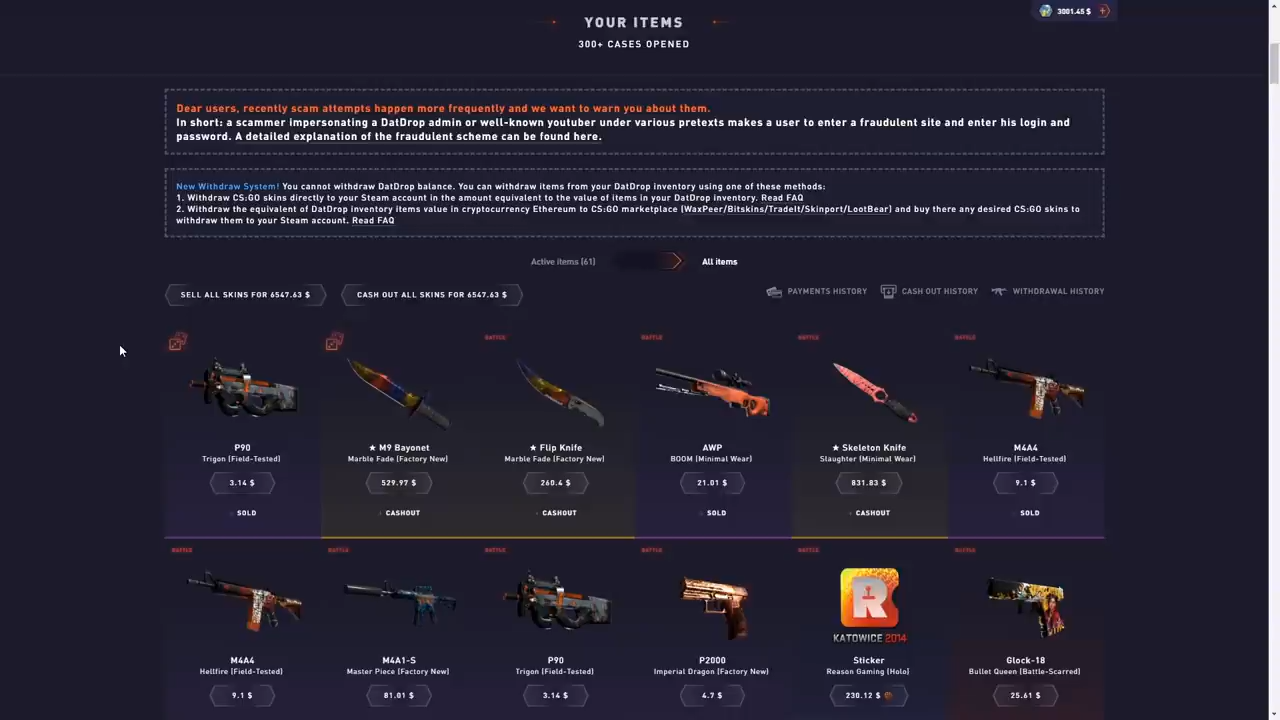 3001.45 $
YOUR ITEMS
300+ CASES OPENED
Dear users, recently scam attempts happen more frequently and we want to warn you about them.
In short: a scammer impersonating a DatDrop admin or well-known youtuber under various pretexts makes a user to enter a fraudulent site and enter his login and
password. A detailed explanation of the fraudulent scheme can be found here.
New Withdraw System! You cannot withdraw DatDrop balance. You can withdraw items from your DatDrop inventory using one of these methods:
1. Withdraw CS:GO skins directly to your Steam account in the amount equivalent to the value of items in your DatDrop inventory. Read FAQ
2. Withdraw the equivalent of DatDrop inventory items value in cryptocurrency Ethereum to CS:GO marketplace (WaxPeer/Bitskins/TradeIt/Skinport/LootBear) and buy there any desired CS:GO skins to
withdraw them to your Steam account. Read FAQ
Active items (61) All items
SELL ALL SKINS FOR 6547.63 $ CASH OUT ALL SKINS FOR 6547.63 $ PAYMENTS HISTORY CASH OUT HISTORY WITHDRAWAL HISTORY
BATTLE BATTLE BATTLE BATTLE
P90 ★ M9 Bayonet ★ Flip Knife AWP ★ Skeleton Knife M4A4
Trigon (Field-Tested) Marble Fade (Factory New) Marble Fade (Factory New) BOOM (Minimal Wear) Slaughter (Minimal Wear) Hellfire (Field-Tested)
3.14 $ 529.97 $ 260.4 $ 21.01 $ 831.83 $ 9.1 $
SOLD CASHOUT CASHOUT SOLD CASHOUT SOLD
BATTLE BATTLE BATTLE BATTLE BATTLE BATTLE
R
KATOWICE 2014
M4A4 M4A1-S P90 P2000 Sticker Glock-18
Hellfire (Field-Tested) Master Piece (Factory New) Trigon (Field-Tested) Imperial Dragon (Factory New) Reason Gaming (Holo) Bullet Queen (Battle-Scarred)
9.1 $ 81.01 $ 3.14 $ 4.7 $ 230.12 $ 25.61 $